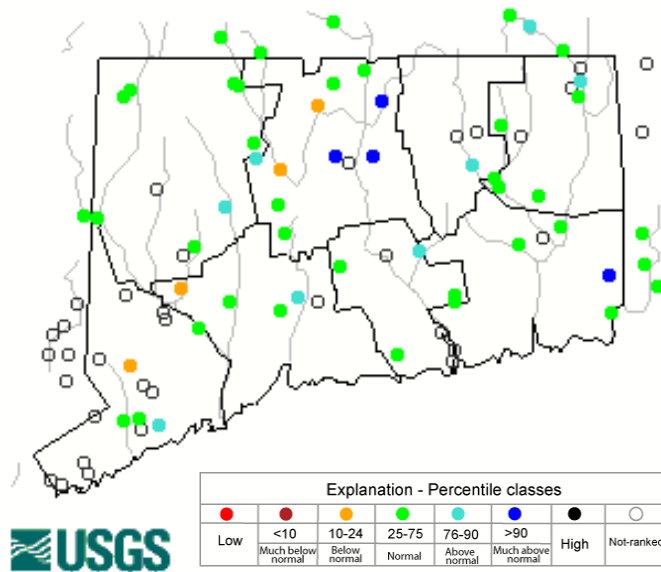 Explanation - Percentile classes
<10 10-24 25-75 76-90 >90
Low Much below normal Below normal Normal Above normal Much above normal High Not-ranked
USGS